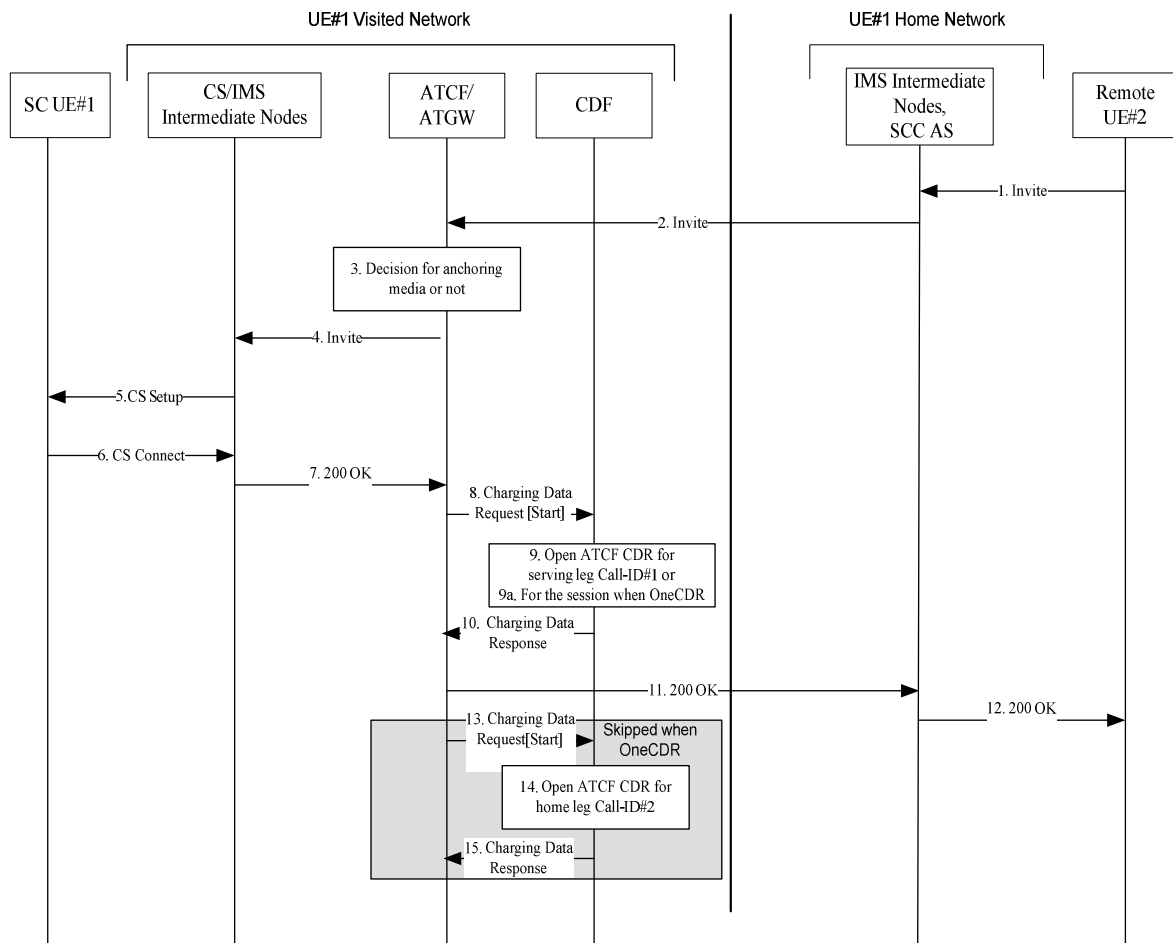 UE#1 Visited Network
UE#1 Home Network
SC UE#1
CS/IMS
Intermediate Nodes
ATCF/
ATGW
CDF
IMS Intermediate
Nodes,
SCC AS
Remote
UE#2
1. Invite
2. Invite
3. Decision for anchoring
media or not
4. Invite
5.CS Setup
6. CS Connect
7. 200 OK
8. Charging Data
Request [Start]
9. Open ATCF CDR for
serving leg Call-ID#1 or
9a. For the session when OneCDR
10. Charging Data
Response
11. 200 OK
12. 200 OK
13. Charging Data
Request[Start]
Skipped when
OneCDR
14. Open ATCF CDR for
home leg Call-ID#2
15. Charging Data
Response